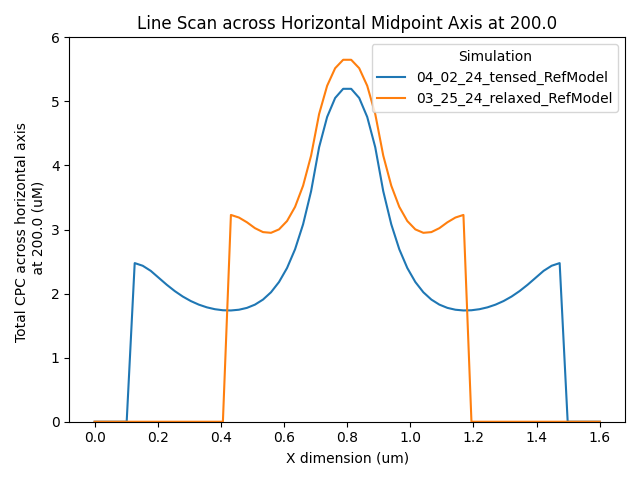 Line Scan across Horizontal Midpoint Axis at 200.0
Simulation
04_02_24_tensed_RefModel
03_25_24_relaxed_RefModel
Total CPC across horizontal axis
at 200.0 (uM)
6
5
4
3
2
1
0
0.0 0.2 0.4 0.6 0.8 1.0 1.2 1.4 1.6
X dimension (um)